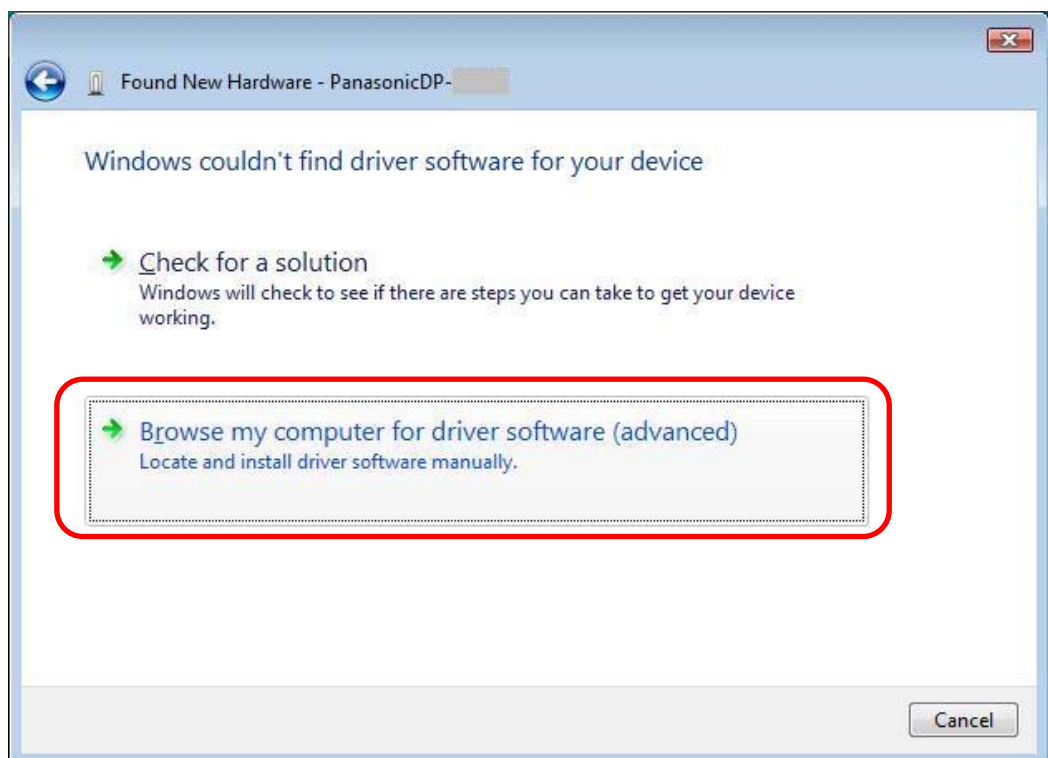 Found New Hardware - PanasonicDP-
Windows couldn't find driver software for your device
Check for a solution
Windows will check to see if there are steps you can take to get your device
working.
Browse my computer for driver software (advanced)
Locate and install driver software manually.
Cancel